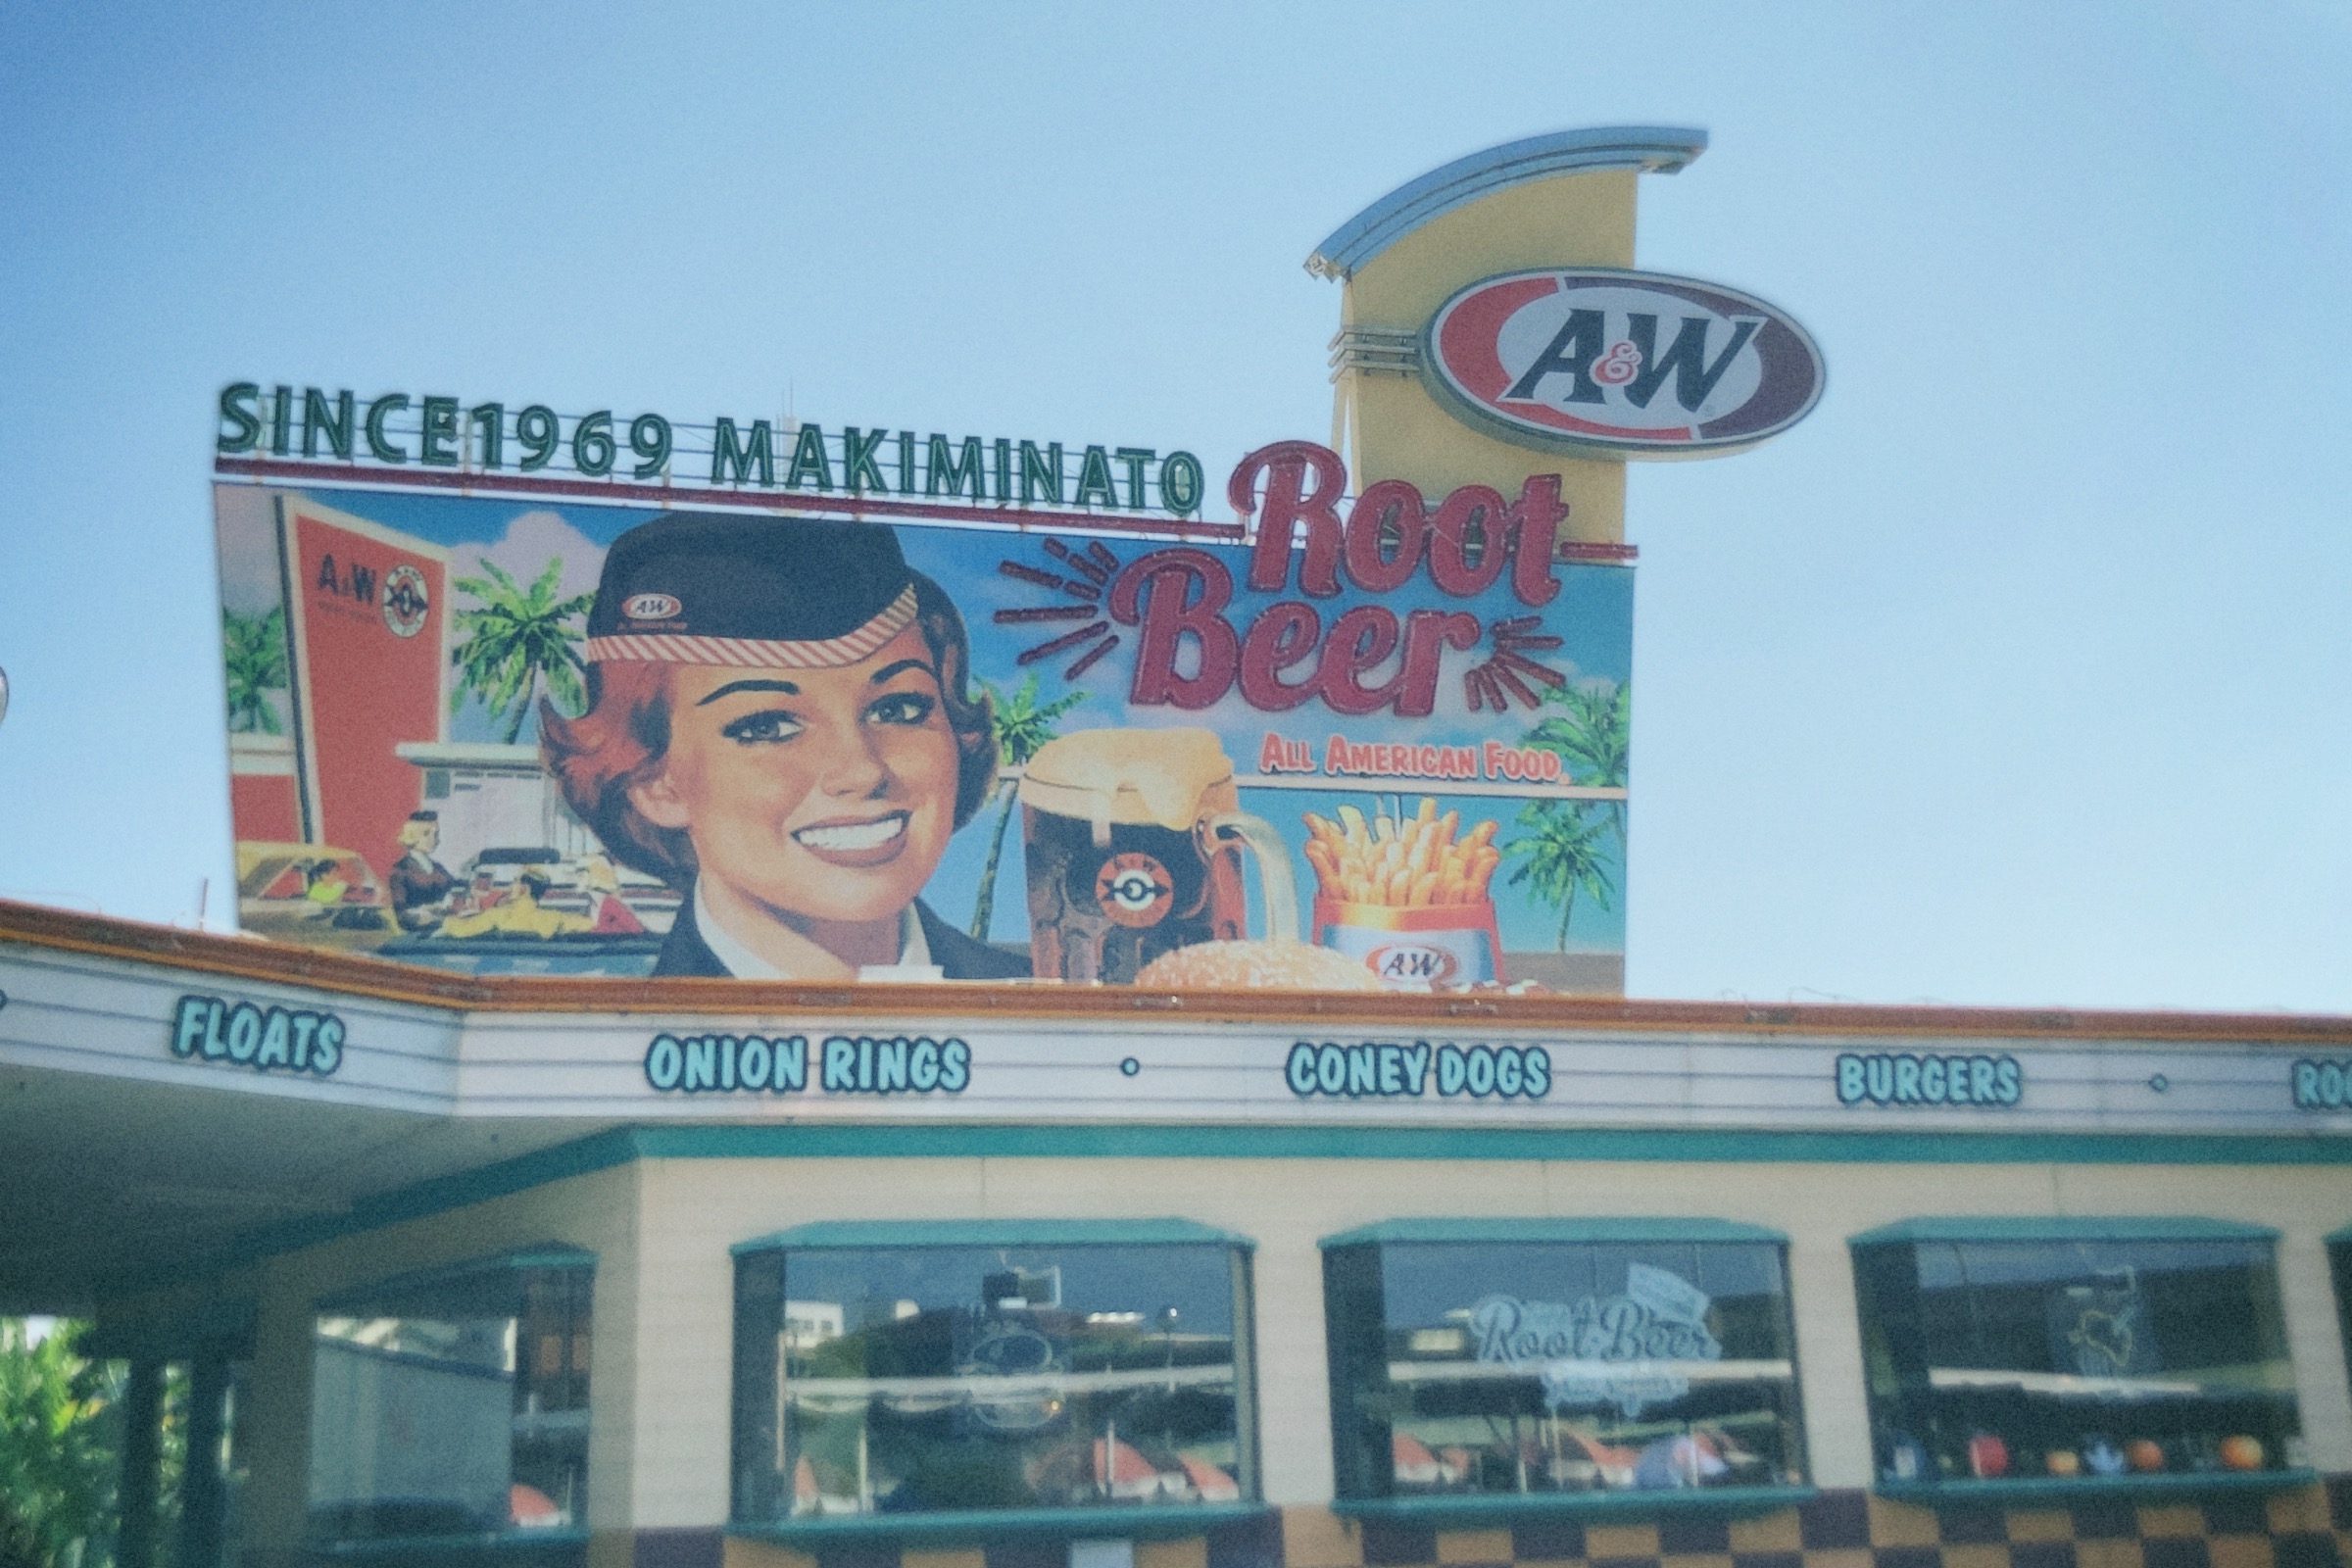 A&W
SINCE1969 MAKIMINATO
Root
Beer
A&W
A&W
ALL AMERICAN FOOD
A&W
A&W
FLOATS
ONION RINGS • CONEY DOGS
BURGERS •
Root Beer